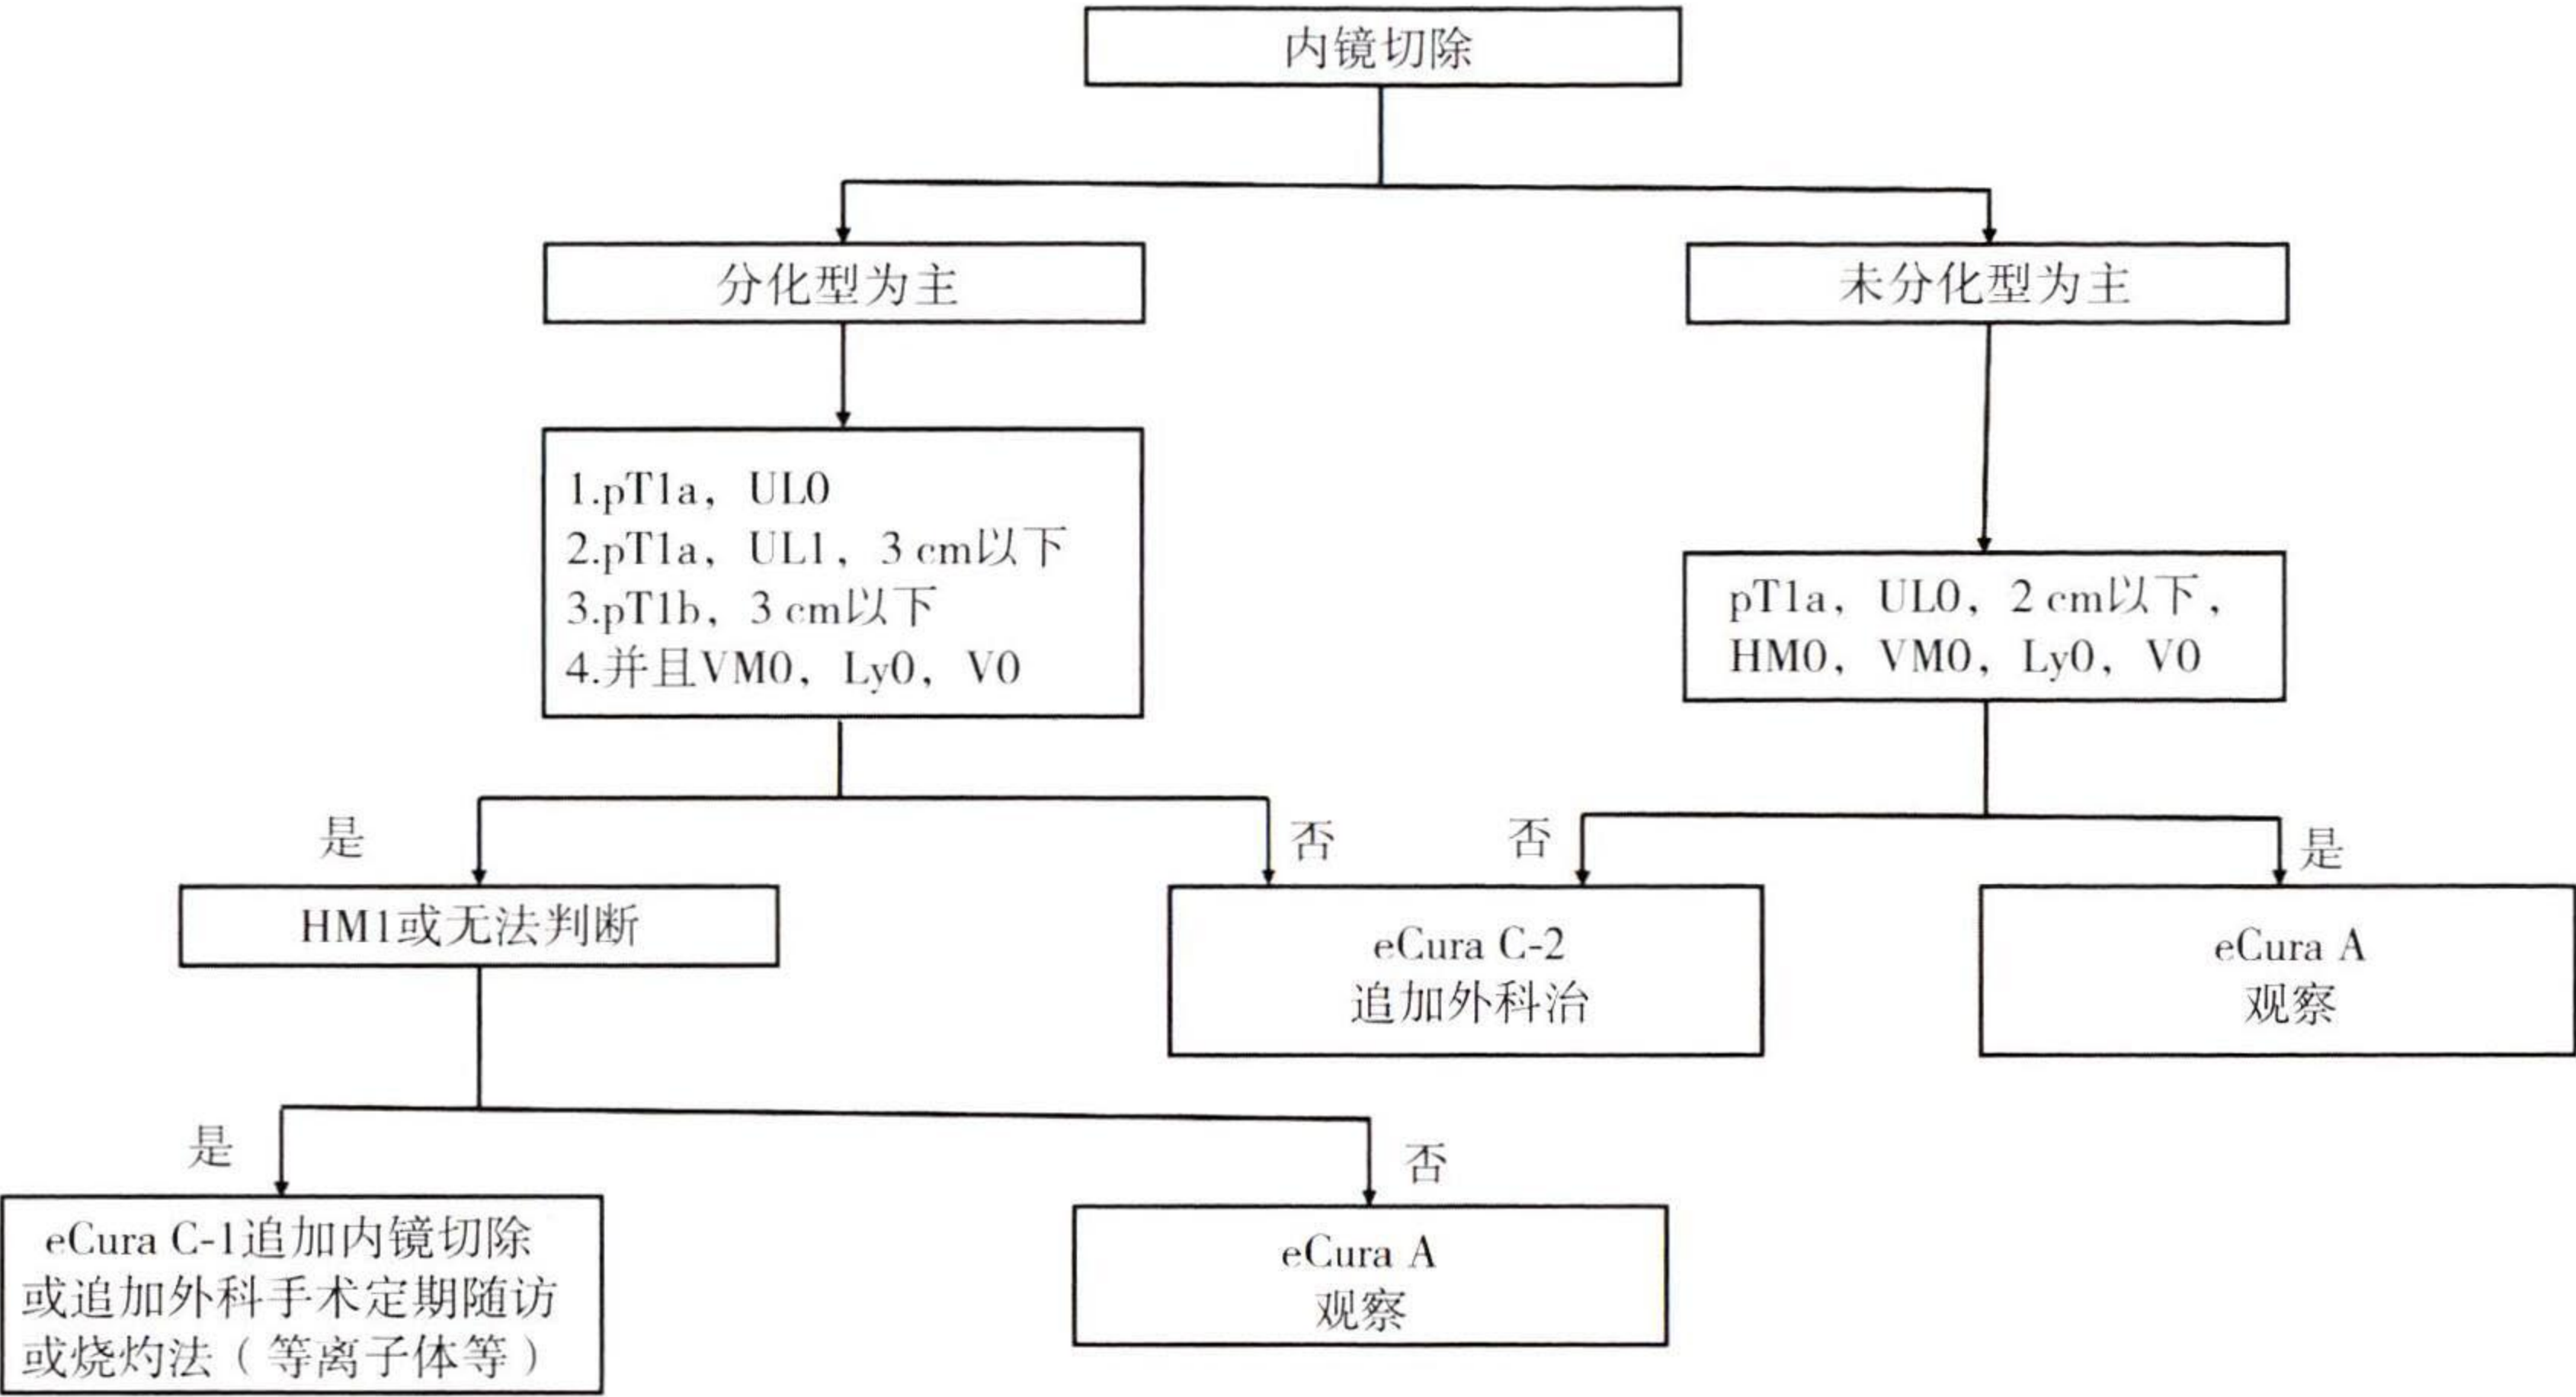 内镜切除
分化型为主
未分化型为主
1.pT1a，UL0
2.pT1a，UL1，3 cm以下
3.pT1b，3 cm以下
4.并且VM0，Ly0，V0
pT1a，UL0，2 cm以下，
HM0，VM0，Ly0，V0
是
否
否
是
HM1或无法判断
eCura C-2
追加外科治
eCura A
观察
是
否
eCura C-1追加内镜切除
或追加外科手术定期随访
或烧灼法（等离子体等）
eCura A
观察